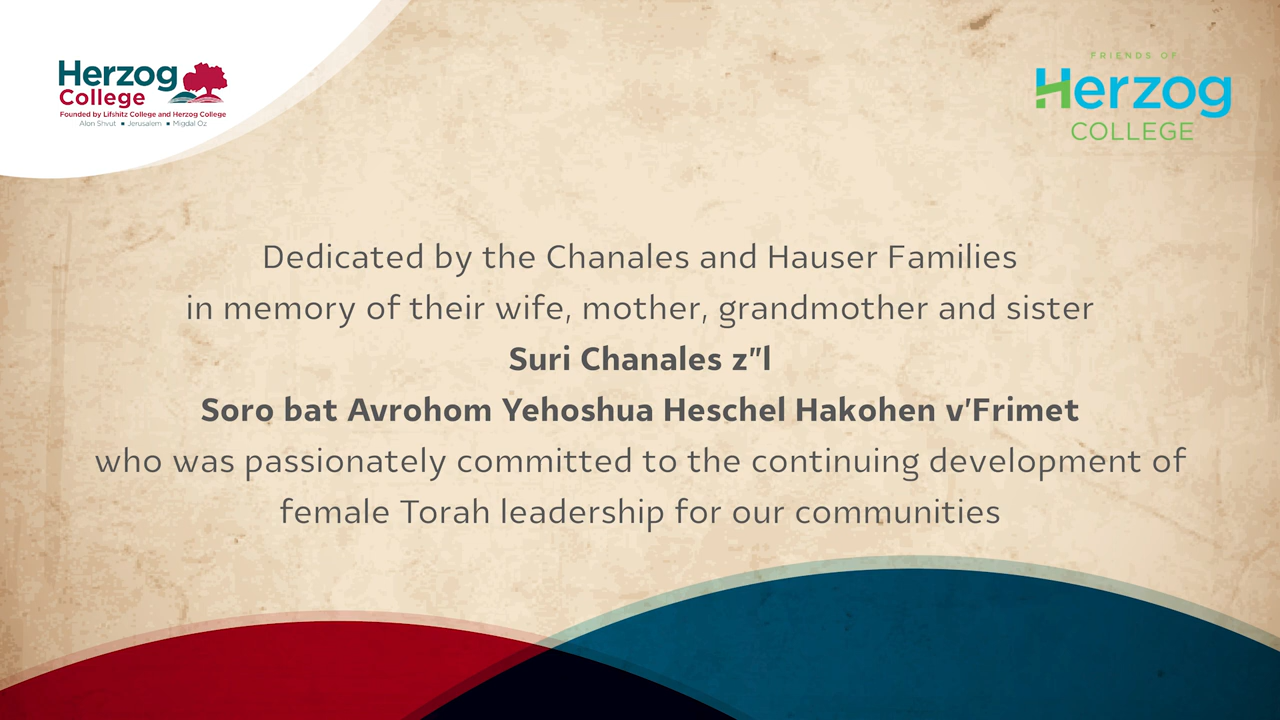 Herzog
College
Founded by Lifshitz College and Herzog College
Alon Shvut • Jerusalem • Migdal Oz
FRIENDS OF
Herzog
COLLEGE
Dedicated by the Chanales and Hauser Families
in memory of their wife, mother, grandmother and sister
Suri Chanales z"l
Soro bat Avrohom Yehoshua Heschel Hakohen v'Frimet
who was passionately committed to the continuing development of
female Torah leadership for our communities